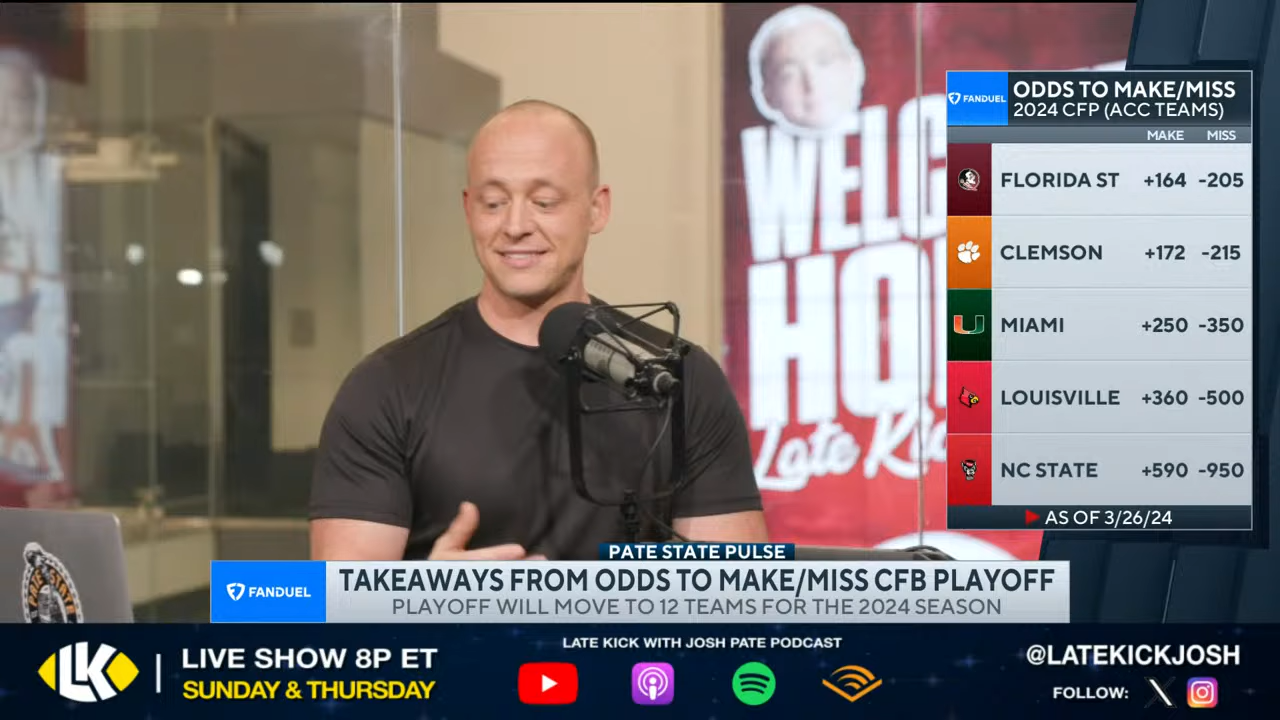 WELC
HO
Late Kic
FANDUEL
ODDS TO MAKE/MISS
2024 CFP (ACC TEAMS)
MAKE MISS
FLORIDA ST +164 -205
CLEMSON +172 -215
MIAMI +250 -350
LOUISVILLE +360 -500
NC STATE +590 -950
AS OF 3/26/24
PATE STATE PULSE
FANDUEL
TAKEAWAYS FROM ODDS TO MAKE/MISS CFB PLAYOFF
PLAYOFF WILL MOVE TO 12 TEAMS FOR THE 2024 SEASON
LK
LIVE SHOW 8P ET
SUNDAY & THURSDAY
LATE KICK WITH JOSH PATE PODCAST
@LATEKICKJOSH
FOLLOW: